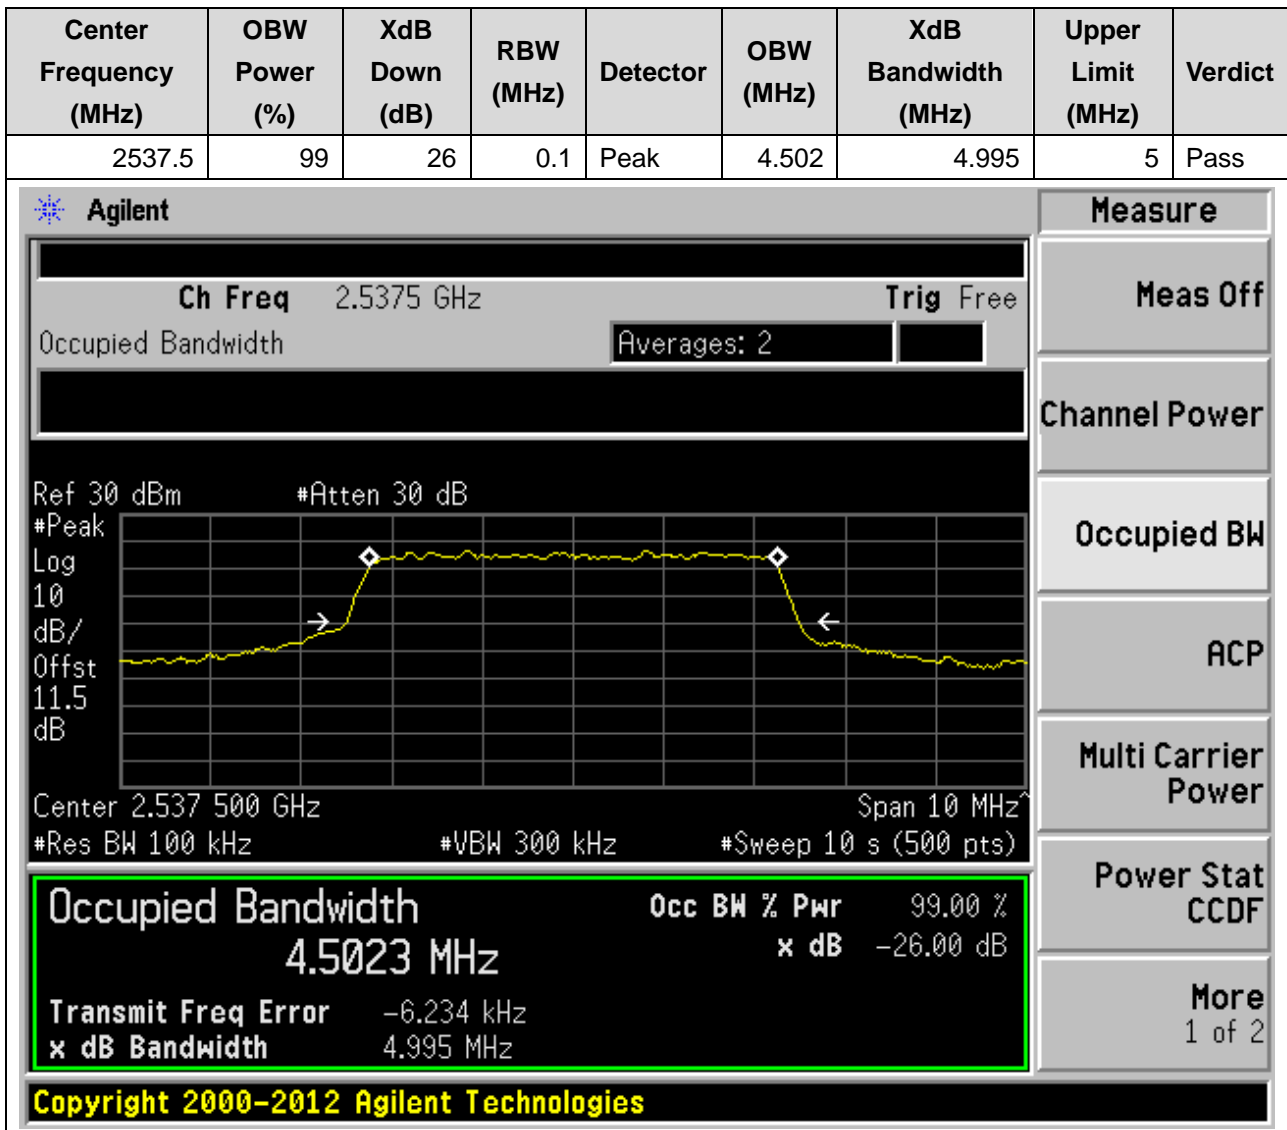 Center Frequency (MHz) OBW Power (%) XdB Down (dB) RBW (MHz) Detector OBW (MHz) XdB Bandwidth (MHz) Upper Limit (MHz) Verdict
2537.5 99 26 0.1 Peak 4.502 4.995 5 Pass
Agilent
Measure
Ch Freq 2.5375 GHz Trig Free
Meas Off
Occupied Bandwidth Averages: 2
Channel Power
Ref 30 dBm #Atten 30 dB
#Peak
Log
10
dB/
Offst
11.5
dB
Occupied BW
ACP
Multi Carrier
Power
Center 2.537 500 GHz Span 10 MHz^
#Res BW 100 kHz #VBW 300 kHz #Sweep 10 s (500 pts)
Power Stat
CCDF
Occupied Bandwidth Occ BW % Pwr 99.00 %
4.5023 MHz x dB -26.00 dB
Transmit Freq Error -6.234 kHz
x dB Bandwidth 4.995 MHz
More
1 of 2
Copyright 2000-2012 Agilent Technologies